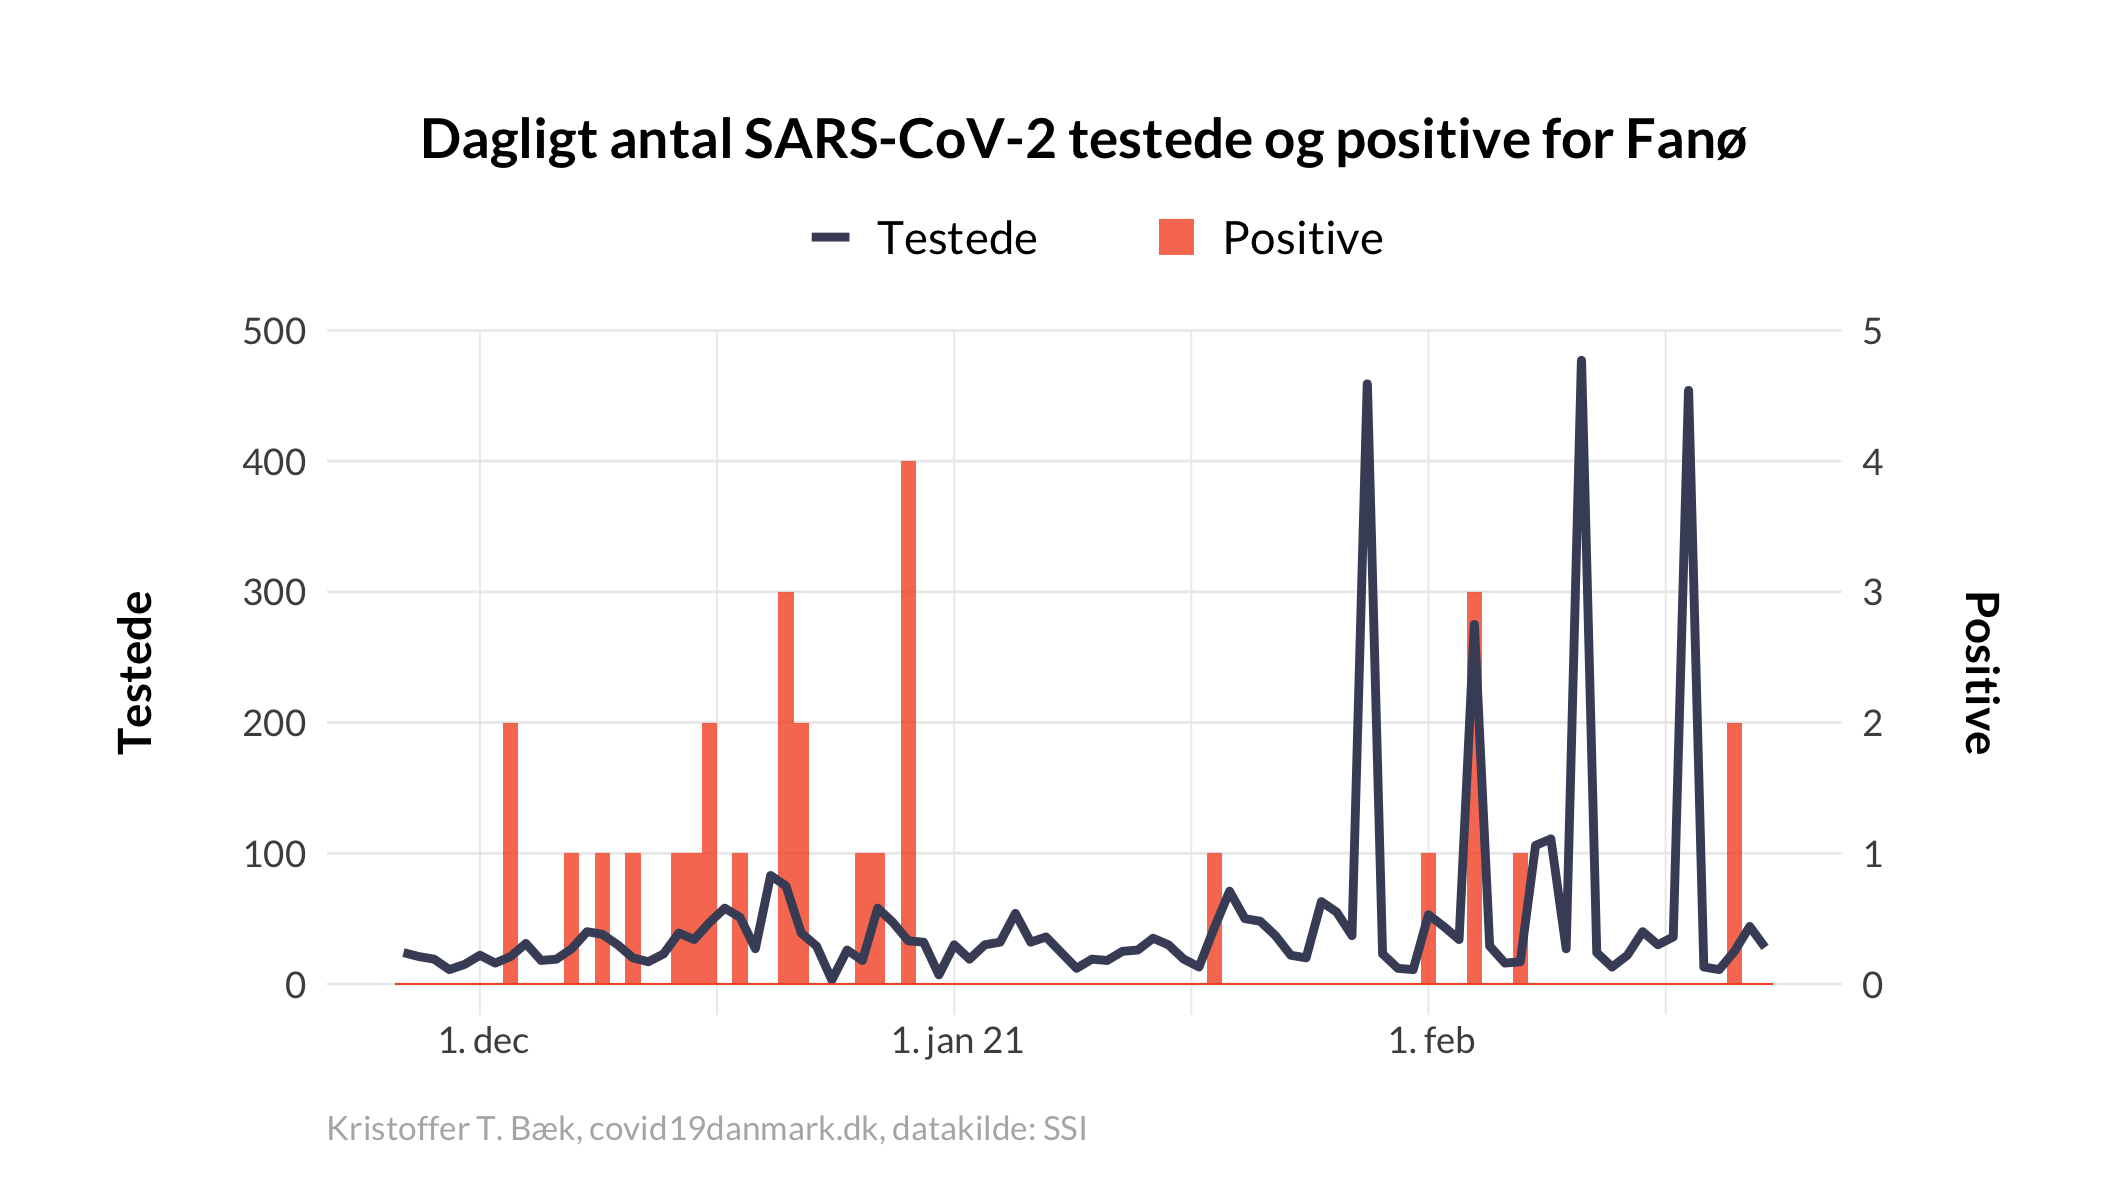 Dagligt antal SARS-CoV-2 testede og positive for Fanø
Testede
Positive
500
400
300
200
100
0
5
4
3
2
1
0
Testede
Positive
1. dec
1. jan 21
1. feb
Kristoffer T. Bæk, covid19danmark.dk, datakilde: SSI